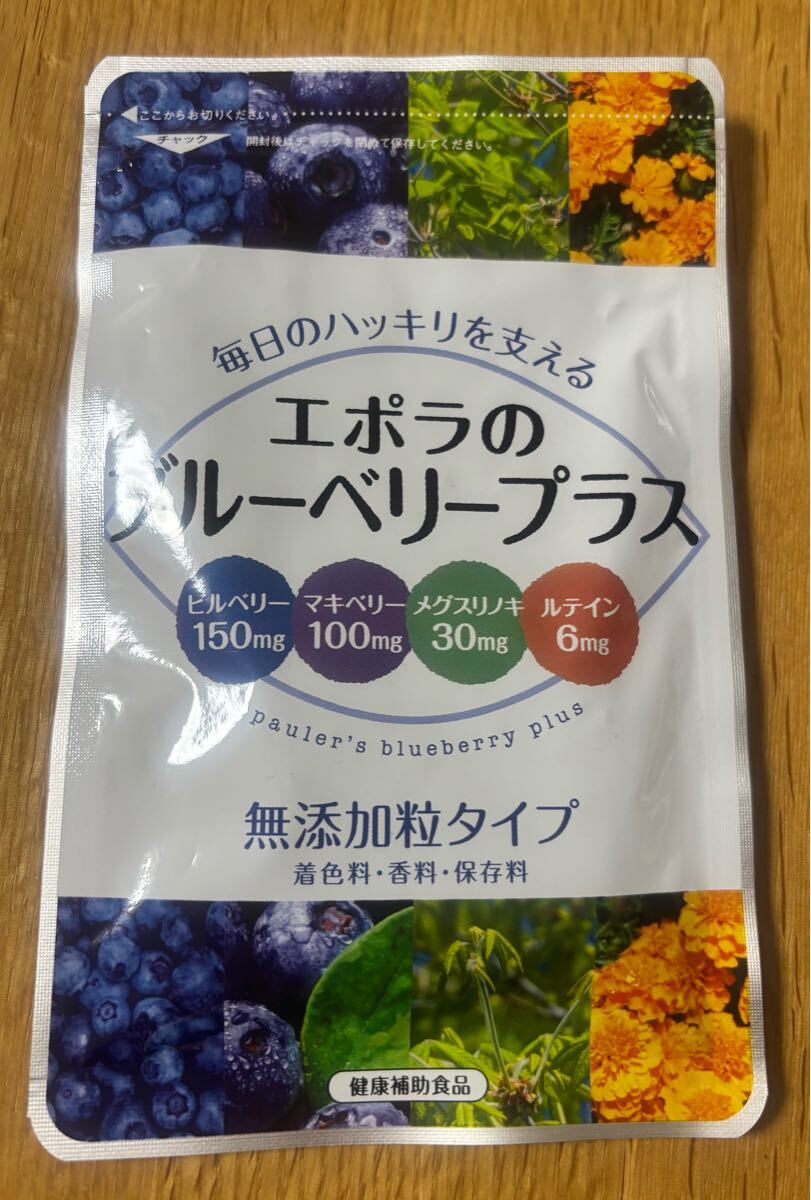 ここからお切りください。
チャック
開封後はチャックを閉めて保存してください。
毎日のハッキリを支える
エポラの
ブルーベリープラス
ビルベリー
150mg
マキベリー
100mg
メグスリノキ
30mg
ルテイン
6mg
pauler's blueberry plus
無添加粒タイプ
着色料・香料・保存料
健康補助食品